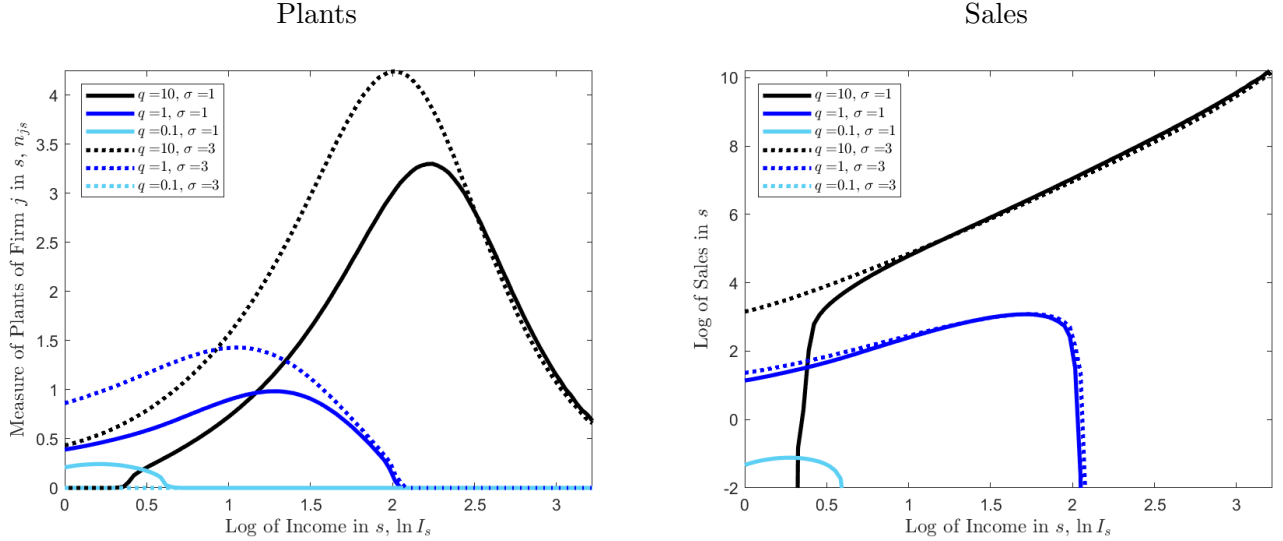 Plants
Sales
q =10, σ =1
q =1, σ =1
q =0.1, σ =1
q =10, σ =3
q =1, σ =3
q =0.1, σ =3
Measure of Plants of Firm j in s, n_js
4
3.5
3
2.5
2
1.5
1
0.5
0
0 0.5 1 1.5 2 2.5 3
Log of Income in s, ln I_s
q =10, σ =1
q =1, σ =1
q =0.1, σ =1
q =10, σ =3
q =1, σ =3
q =0.1, σ =3
Log of Sales in s
10
8
6
4
2
0
-2
0 0.5 1 1.5 2 2.5 3
Log of Income in s, ln I_s